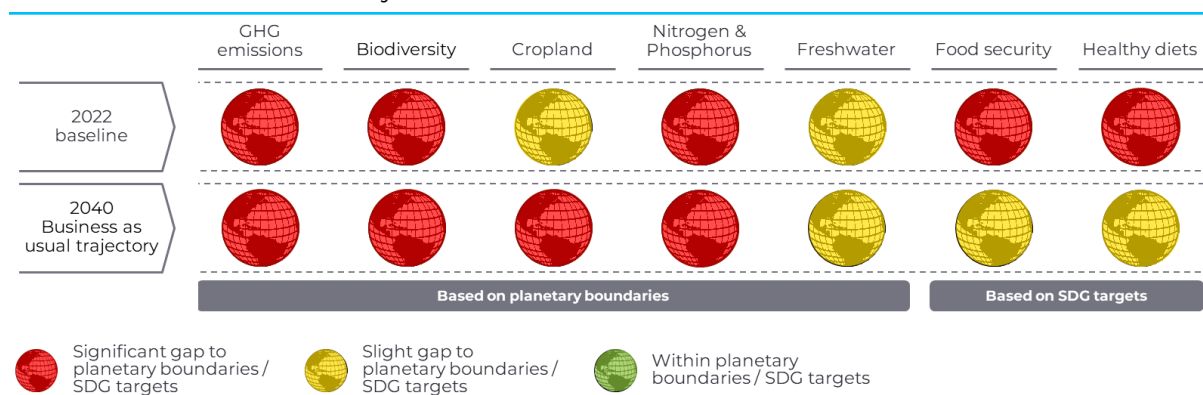 GHG
emissions
Biodiversity
Cropland
Nitrogen &
Phosphorus
Freshwater
Food security
Healthy diets
2022
baseline
2040
Business as
usual trajectory
Based on planetary boundaries
Based on SDG targets
Significant gap to
planetary boundaries /
SDG targets
Slight gap to
planetary boundaries /
SDG targets
Within planetary
boundaries / SDG targets